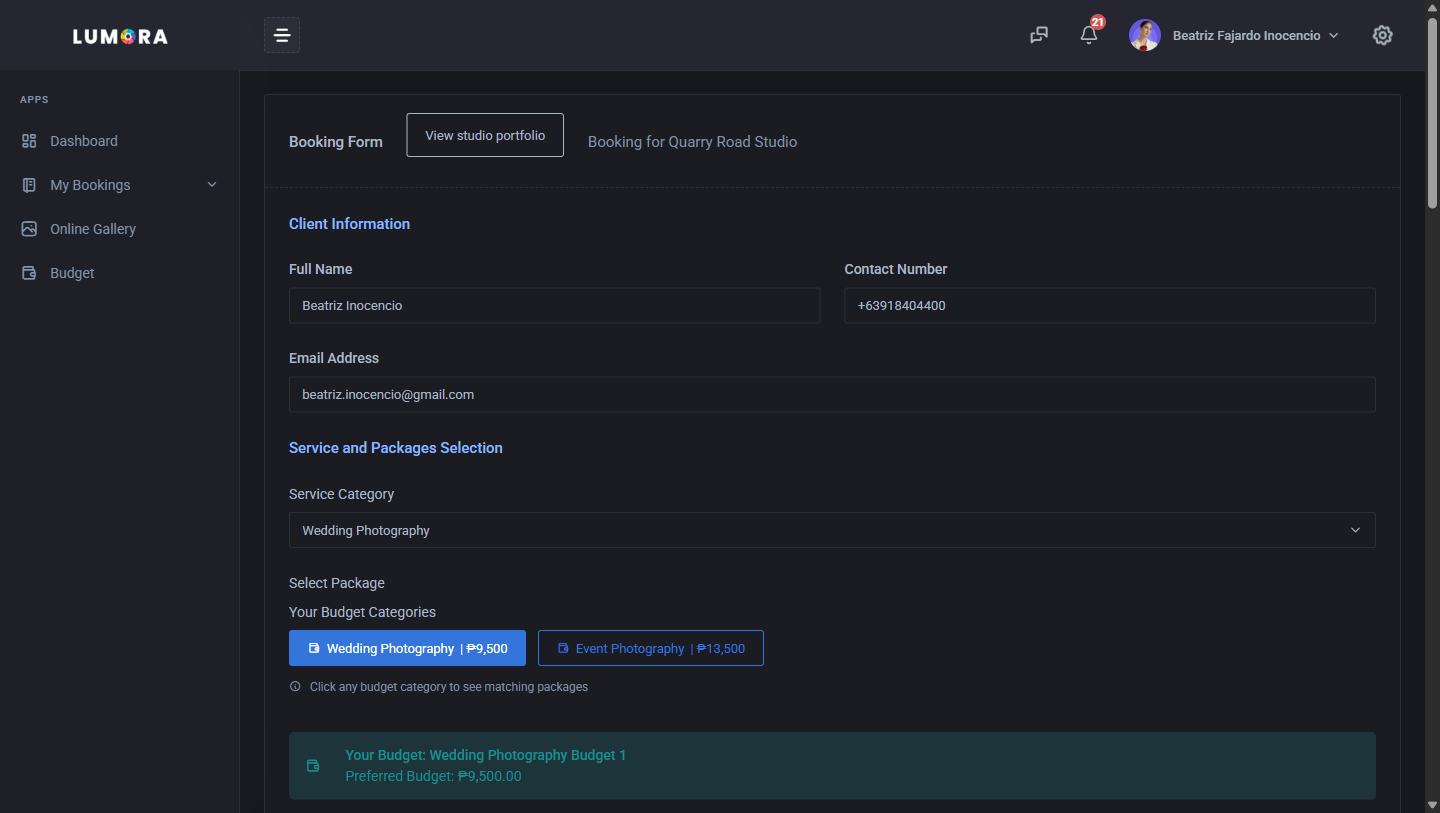 LUMORA
21
Beatriz Fajardo Inocencio
APPS
Dashboard
My Bookings
Online Gallery
Budget
Booking Form
View studio portfolio
Booking for Quarry Road Studio
Client Information
Full Name
Contact Number
Beatriz Inocencio
+63918404400
Email Address
beatriz.inocencio@gmail.com
Service and Packages Selection
Service Category
Wedding Photography
Select Package
Your Budget Categories
Wedding Photography | ₱9,500
Event Photography | ₱13,500
Click any budget category to see matching packages
Your Budget: Wedding Photography Budget 1
Preferred Budget: ₱9,500.00